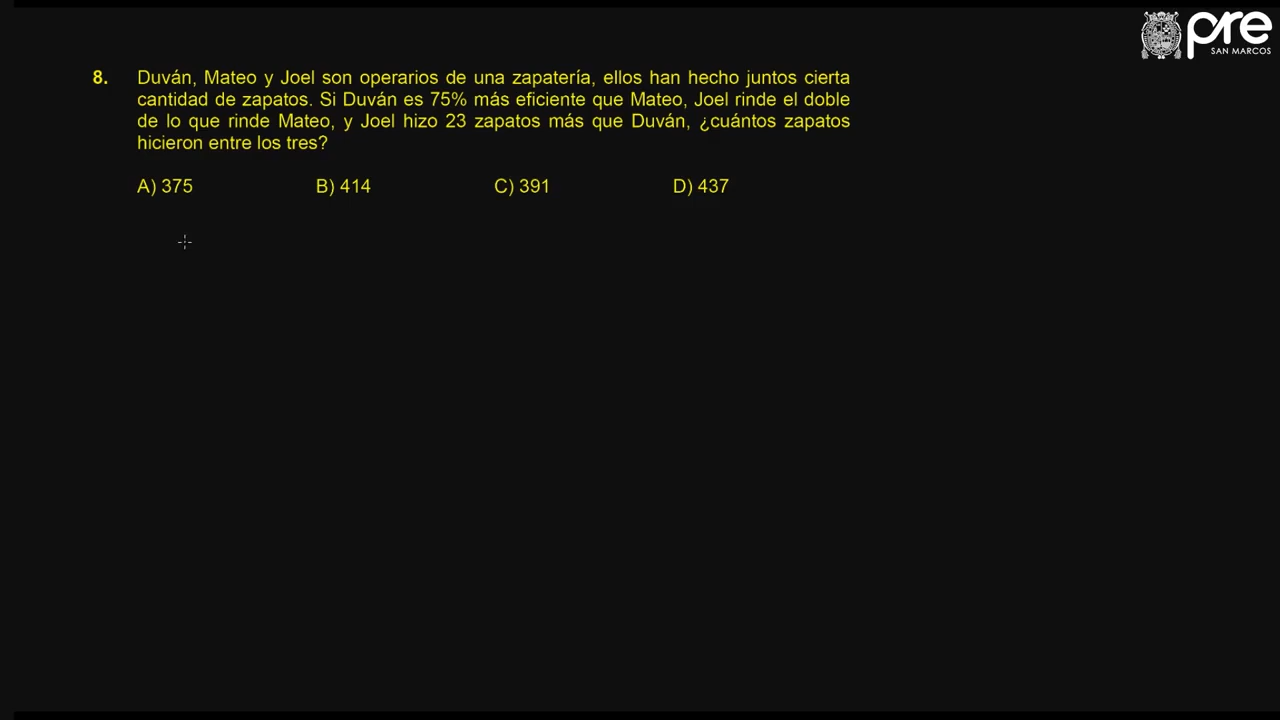 pre
SAN MARCOS
8. Duván, Mateo y Joel son operarios de una zapatería, ellos han hecho juntos cierta
cantidad de zapatos. Si Duván es 75% más eficiente que Mateo, Joel rinde el doble
de lo que rinde Mateo, y Joel hizo 23 zapatos más que Duván, ¿cuántos zapatos
hicieron entre los tres?
A) 375 B) 414 C) 391 D) 437